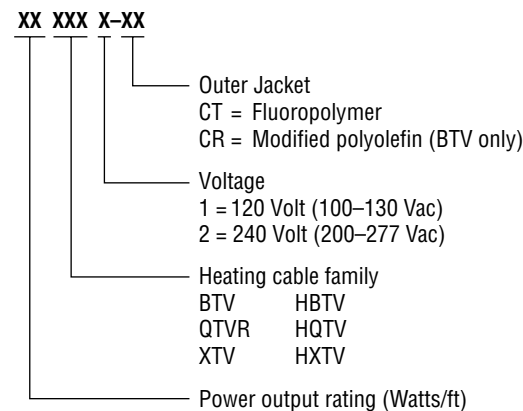 XX XXX X–XX
Outer Jacket
CT = Fluoropolymer
CR = Modified polyolefin (BTV only)
Voltage
1 = 120 Volt (100–130 Vac)
2 = 240 Volt (200–277 Vac)
Heating cable family
BTV HBTV
QTVR HQTV
XTV HXTV
Power output rating (Watts/ft)